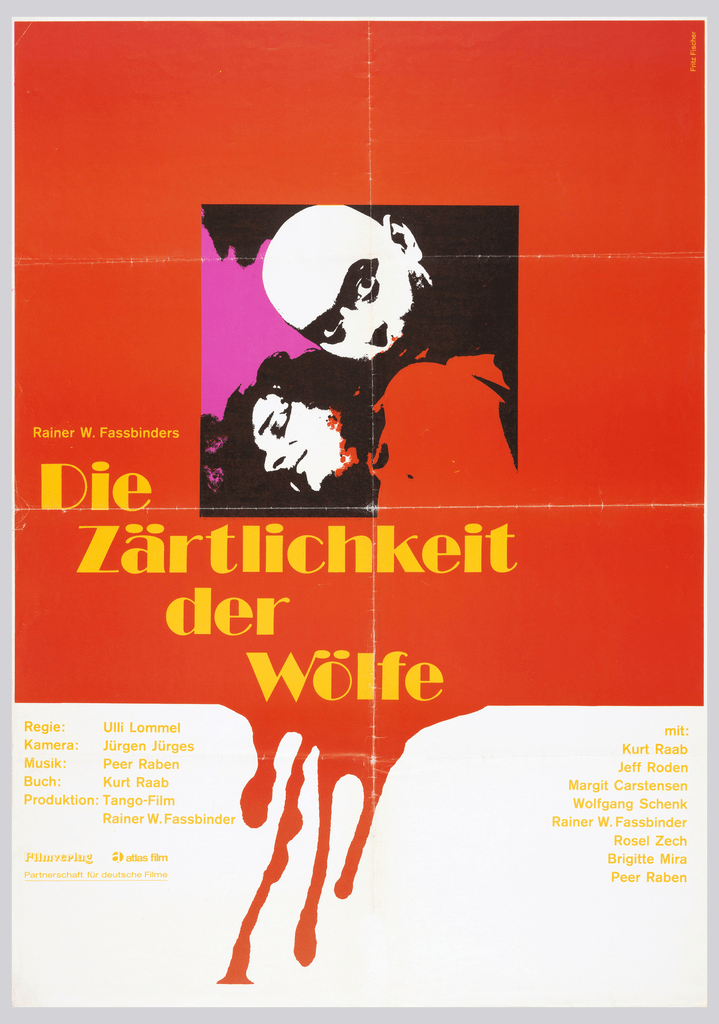 Fritz Fischer
Rainer W. Fassbinders
Die
Zärtlichkeit
der
Wölfe
Regie: Ulli Lommel
Kamera: Jürgen Jürges
Musik: Peer Raben
Buch: Kurt Raab
Produktion: Tango-Film
Rainer W. Fassbinder
Filmverlag
atlas film
Partnerschaft für deutsche Filme
mit:
Kurt Raab
Jeff Roden
Margit Carstensen
Wolfgang Schenk
Rainer W. Fassbinder
Rosel Zech
Brigitte Mira
Peer Raben